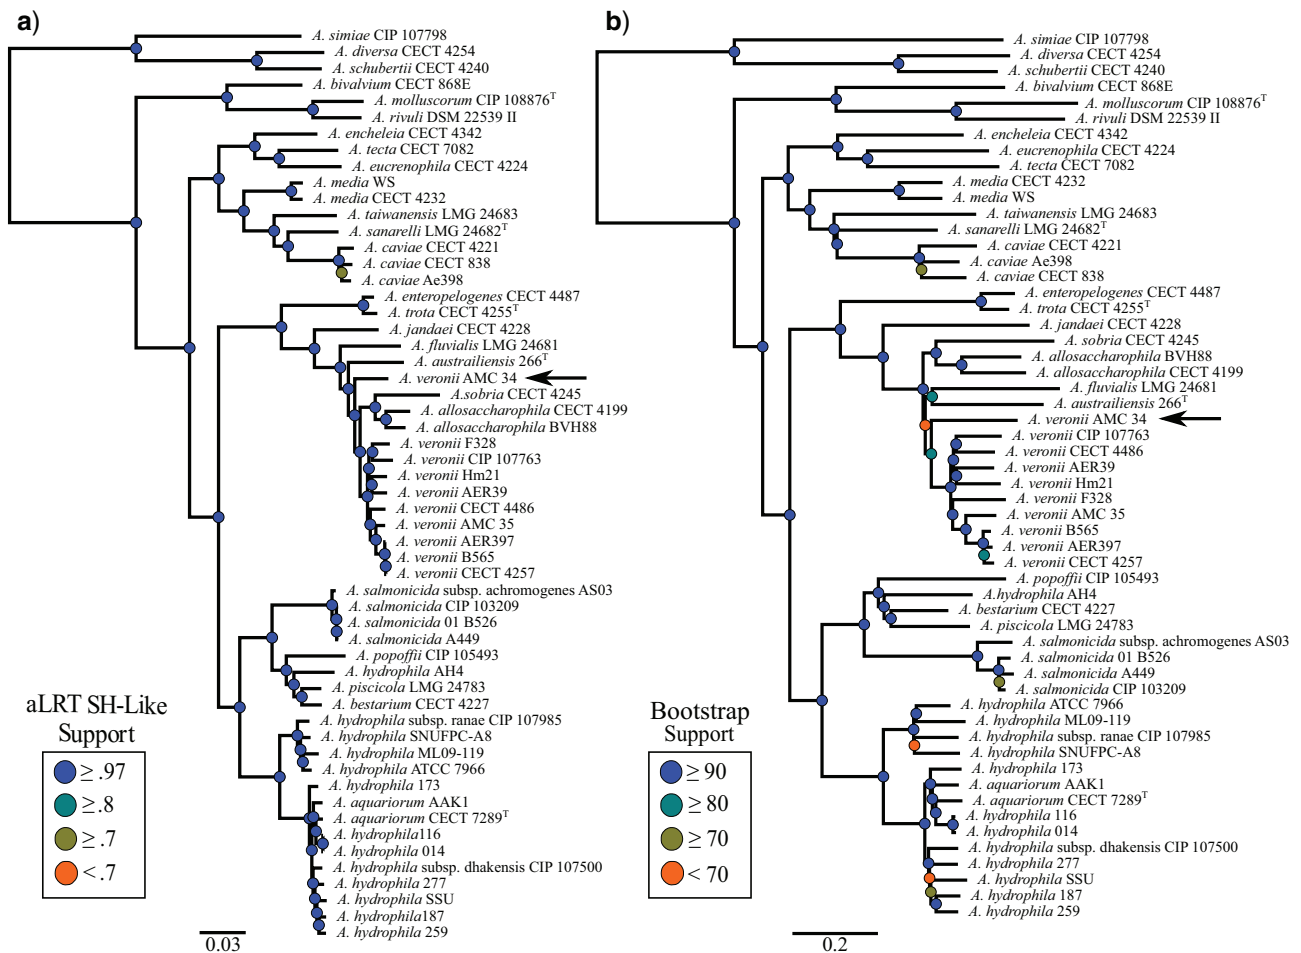 a)
A. simiae CIP 107798
A. diversa CECT 4254
A. schubertii CECT 4240
A. bivalvium CECT 868E
A. molluscorum CIP 108876T
A. rivuli DSM 22539 II
A. encheleia CECT 4342
A. tecta CECT 7082
A. eucrenophila CECT 4224
A. media WS
A. media CECT 4232
A. taiwanensis LMG 24683
A. sanarelli LMG 24682T
A. caviae CECT 4221
A. caviae CECT 838
A. caviae Ae398
A. enteropelogenes CECT 4487
A. trota CECT 4255T
A. jandaei CECT 4228
A. fluvialis LMG 24681
A. austrailiensis 266T
A. veronii AMC 34
A.sobria CECT 4245
A. allosaccharophila CECT 4199
A. allosaccharophila BVH88
A. veronii F328
A. veronii CIP 107763
A. veronii Hm21
A. veronii AER39
A. veronii CECT 4486
A. veronii AMC 35
A. veronii AER397
A. veronii B565
A. veronii CECT 4257
A. salmonicida subsp. achromogenes AS03
A. salmonicida CIP 103209
A. salmonicida 01 B526
A. salmonicida A449
A. popoffii CIP 105493
A. hydrophila AH4
A. piscicola LMG 24783
A. bestarium CECT 4227
A. hydrophila subsp. ranae CIP 107985
A. hydrophila SNUFPC-A8
A. hydrophila ML09-119
A. hydrophila ATCC 7966
A. hydrophila 173
A. aquariorum AAK1
A. aquariorum CECT 7289T
A. hydrophila116
A. hydrophila 014
A. hydrophila subsp. dhakensis CIP 107500
A. hydrophila 277
A. hydrophila SSU
A. hydrophila187
A. hydrophila 259
aLRT SH-Like
Support
≥ .97
≥ .8
≥ .7
< .7
0.03
b)
A. simiae CIP 107798
A. diversa CECT 4254
A. schubertii CECT 4240
A. bivalvium CECT 868E
A. molluscorum CIP 108876T
A. rivuli DSM 22539 II
A. encheleia CECT 4342
A. eucrenophila CECT 4224
A. tecta CECT 7082
A. media CECT 4232
A. media WS
A. taiwanensis LMG 24683
A. sanarelli LMG 24682T
A. caviae CECT 4221
A. caviae Ae398
A. caviae CECT 838
A. enteropelogenes CECT 4487
A. trota CECT 4255T
A. jandaei CECT 4228
A. sobria CECT 4245
A. allosaccharophila BVH88
A. allosaccharophila CECT 4199
A. fluvialis LMG 24681
A. austrailiensis 266T
A. veronii AMC 34
A. veronii CIP 107763
A. veronii CECT 4486
A. veronii AER39
A. veronii Hm21
A. veronii F328
A. veronii AMC 35
A. veronii B565
A. veronii AER397
A. veronii CECT 4257
A. popoffii CIP 105493
A.hydrophila AH4
A. bestarium CECT 4227
A. piscicola LMG 24783
A. salmonicida subsp. achromogenes AS03
A. salmonicida 01 B526
A. salmonicida A449
A. salmonicida CIP 103209
A. hydrophila ATCC 7966
A. hydrophila ML09-119
A. hydrophila subsp. ranae CIP 107985
A. hydrophila SNUFPC-A8
A. hydrophila 173
A. aquariorum AAK1
A. aquariorum CECT 7289T
A. hydrophila 116
A. hydrophila 014
A. hydrophila subsp. dhakensis CIP 107500
A. hydrophila 277
A. hydrophila SSU
A. hydrophila 187
A. hydrophila 259
Bootstrap
Support
≥ 90
≥ 80
≥ 70
< 70
0.2